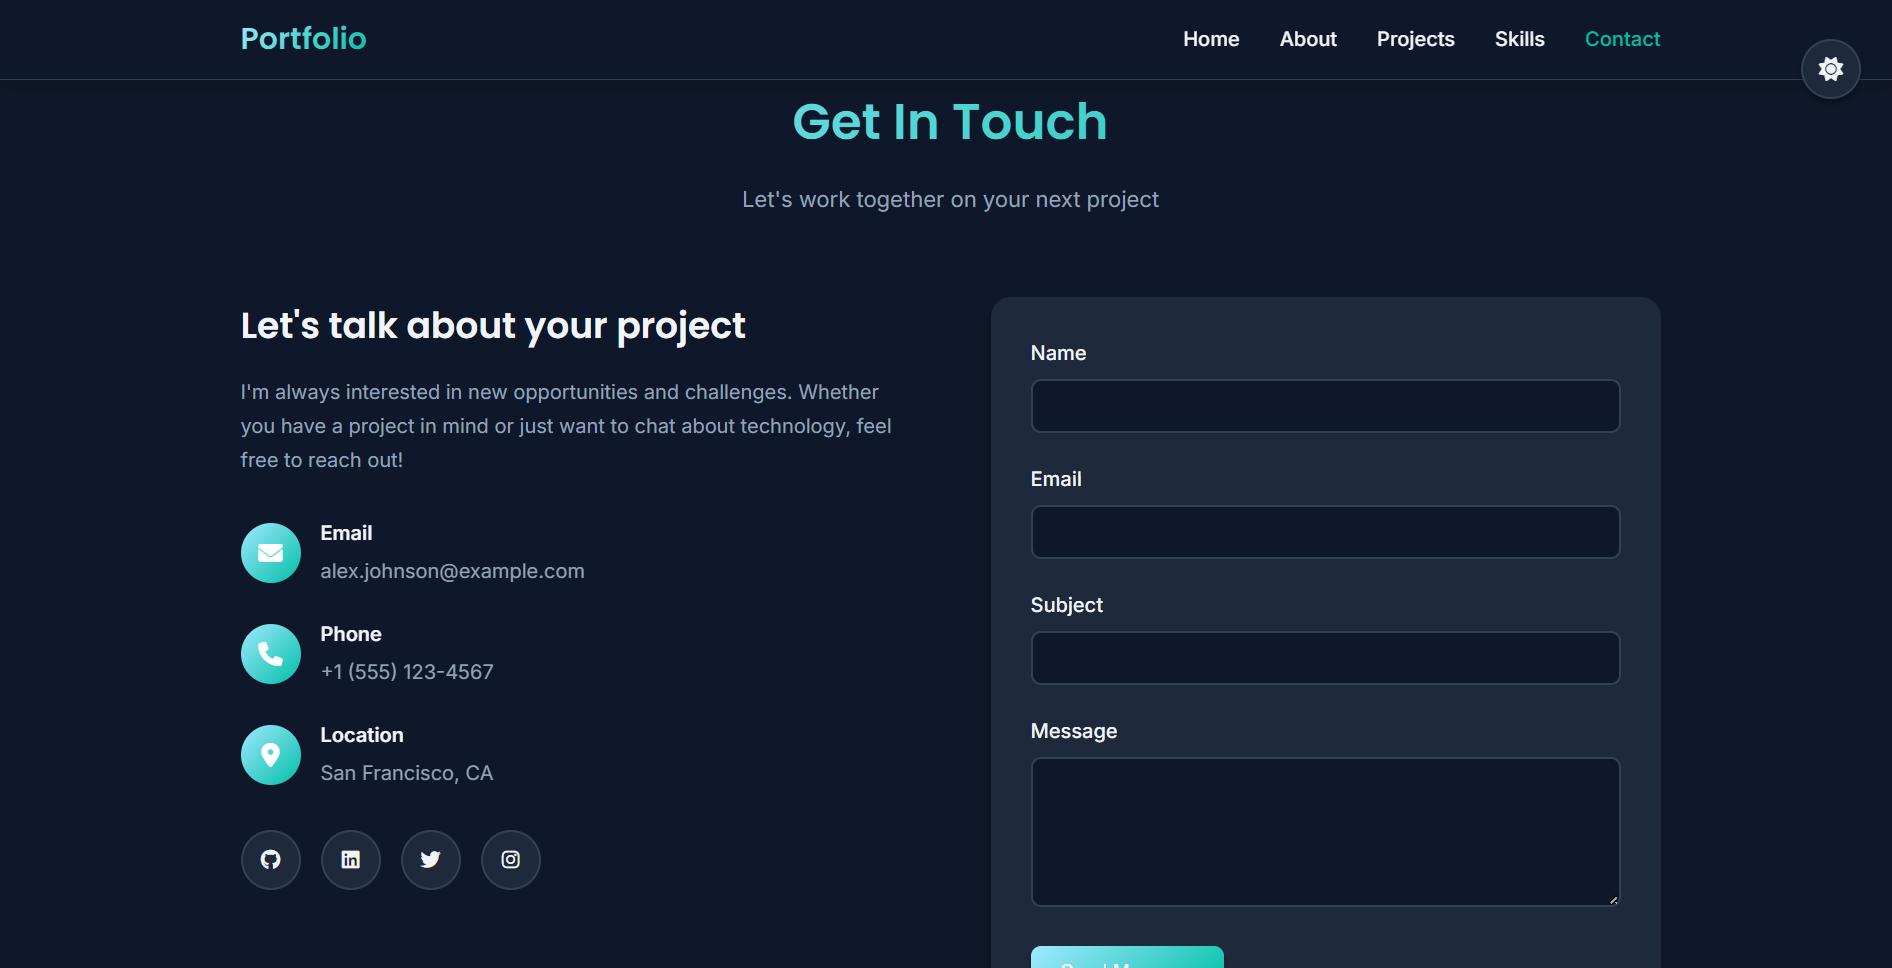 Portfolio
Home
About
Projects
Skills
Contact
Get In Touch
Let's work together on your next project
Let's talk about your project
I'm always interested in new opportunities and challenges. Whether
you have a project in mind or just want to chat about technology, feel
free to reach out!
Email
alex.johnson@example.com
Phone
+1 (555) 123-4567
Location
San Francisco, CA
Name
Email
Subject
Message